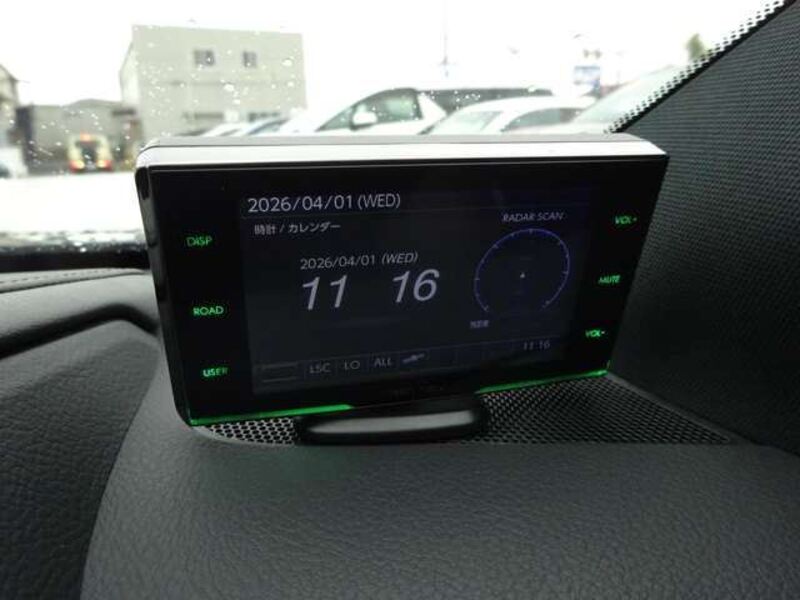 2026/04/01 (WED)
時計 / カレンダー
RADAR SCAN
2026/04/01 (WED)
11 16
DISP
ROAD
USER
VOL+
MUTE
VOL-
LSC LO ALL
11:16